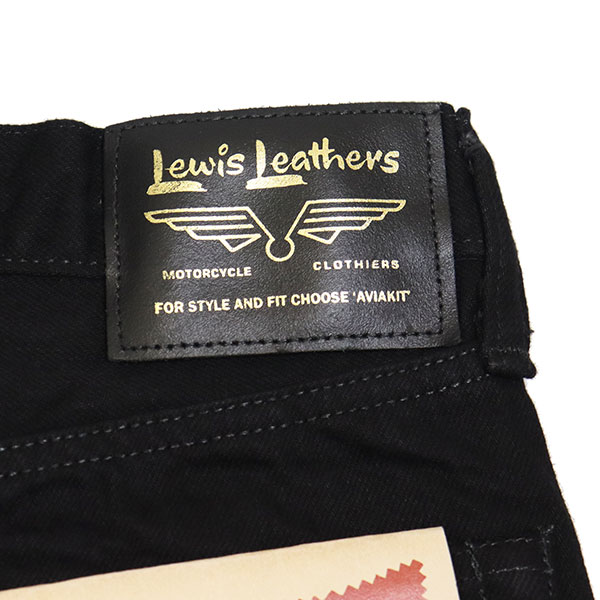 Lewis Leathers
MOTORCYCLE CLOTHIERS
FOR STYLE AND FIT CHOOSE 'AVIAKIT'